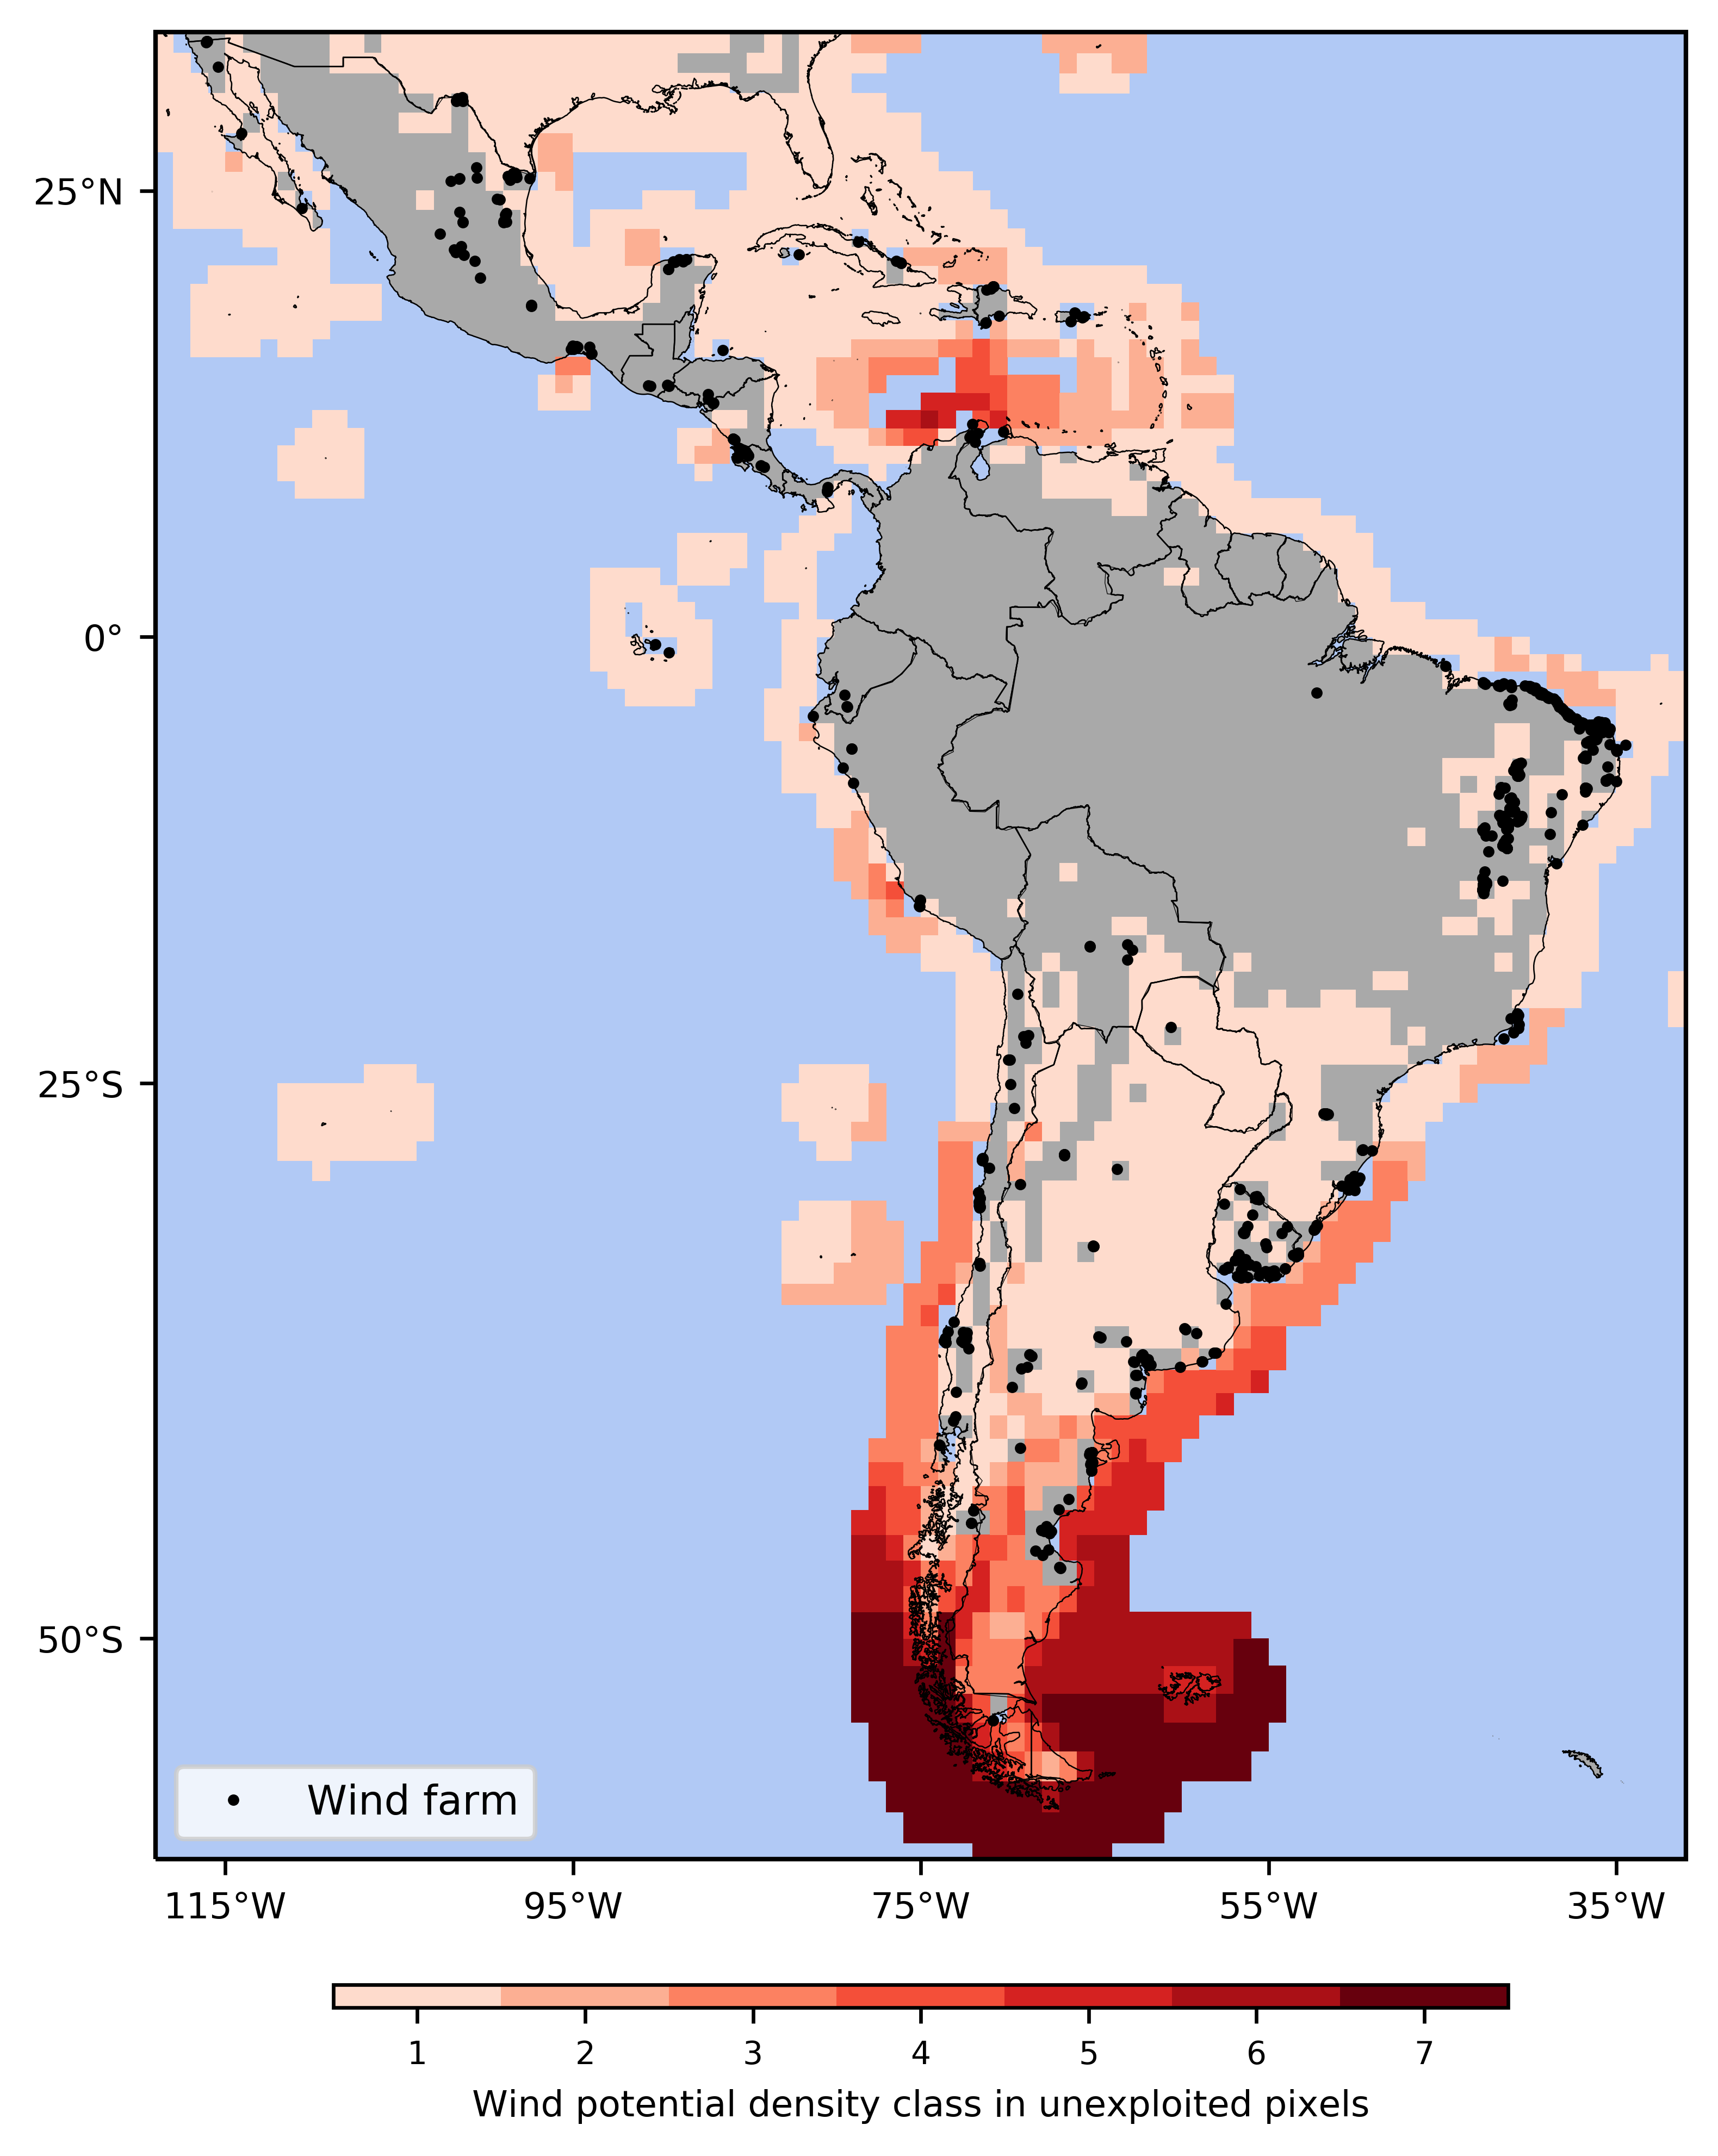 25°N
0°
25°S
50°S
Wind farm
115°W 95°W 75°W 55°W 35°W
1 2 3 4 5 6 7
Wind potential density class in unexploited pixels